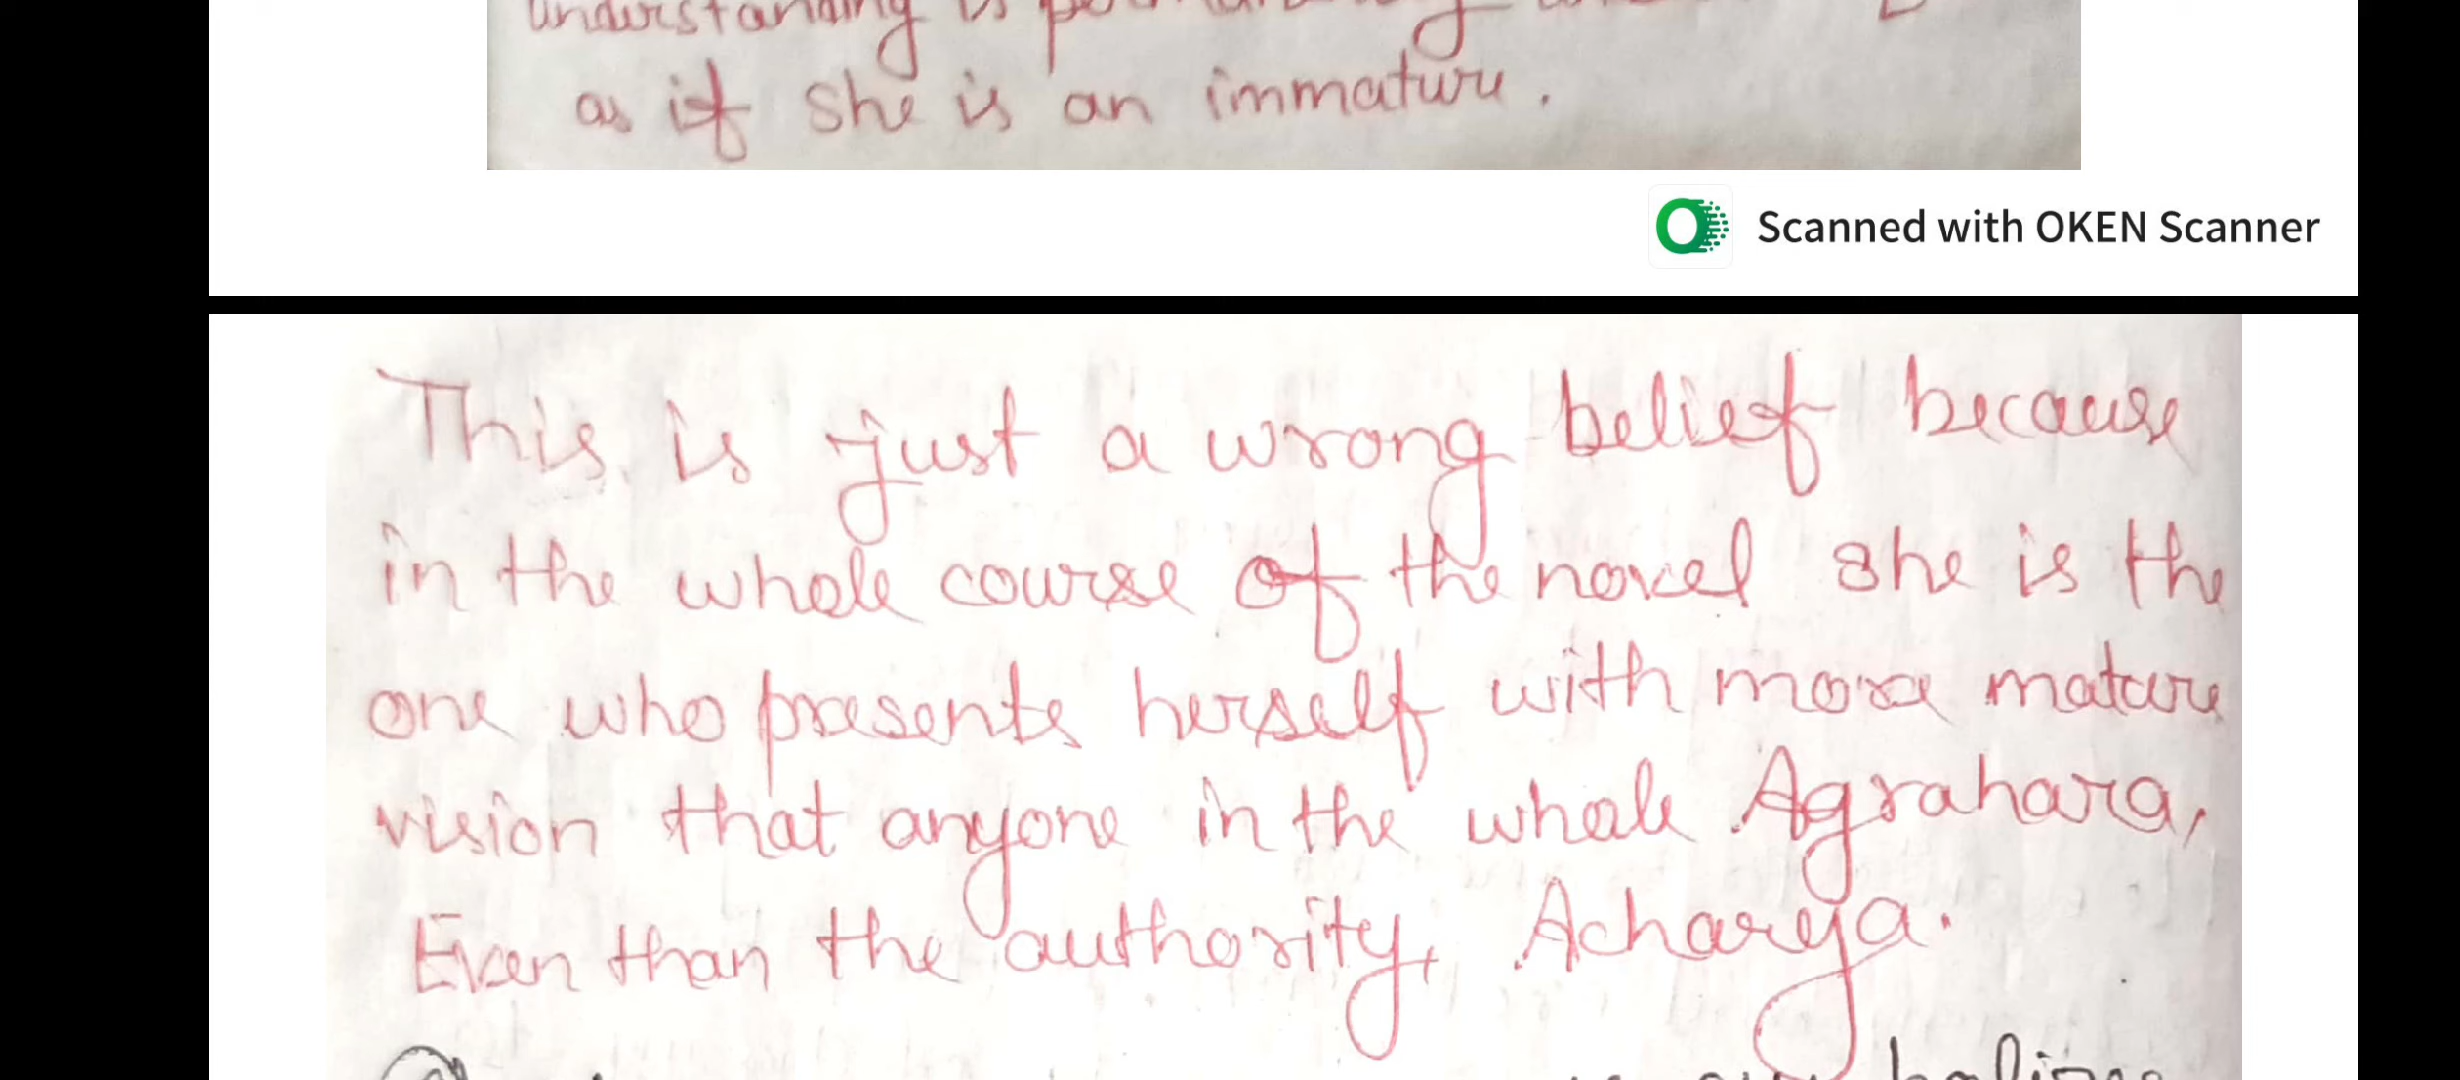 understanding is
as if she is an immature.
Scanned with OKEN Scanner
This is just a wrong belief because
in the whole course of the novel she is the
one who presents herself with more mature
vision that anyone in the whole Agrahara,
Even than the authority, Acharya.